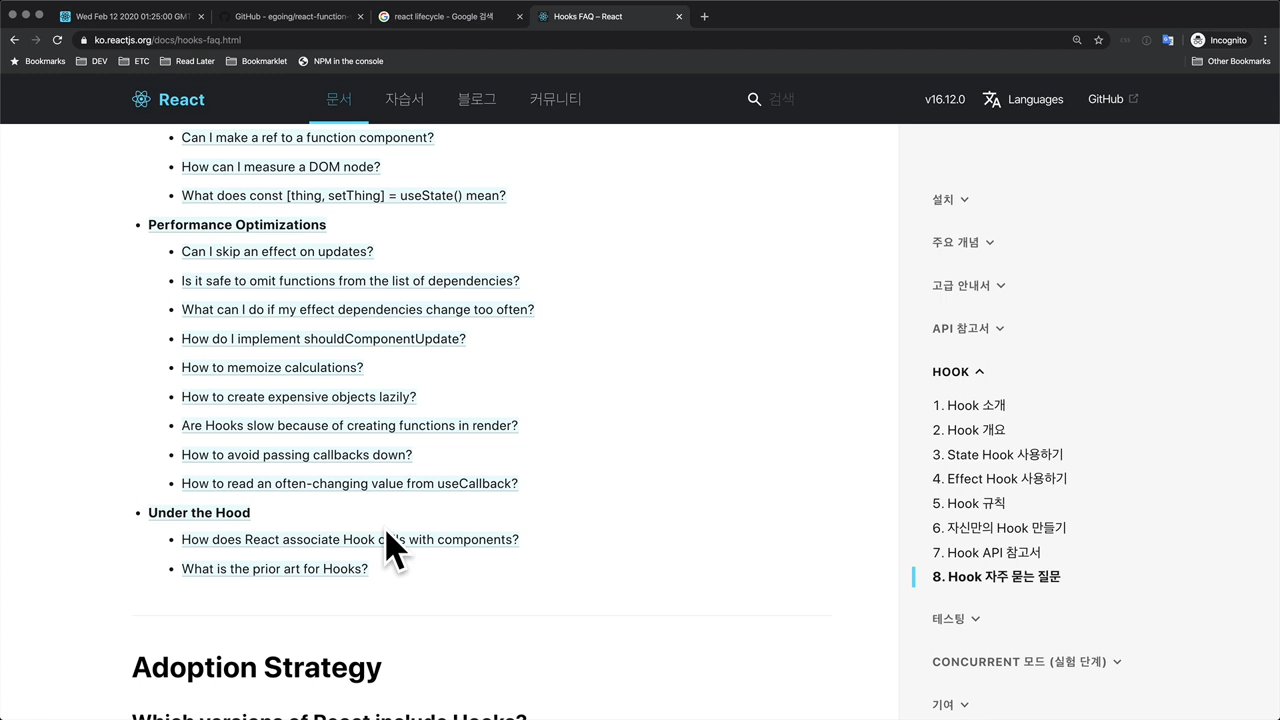 Wed Feb 12 2020 01:25:00 GMT
GitHub - egoing/react-function-
react lifecycle - Google 검색
Hooks FAQ – React
ko.reactjs.org/docs/hooks-faq.html
Incognito
Bookmarks
DEV
ETC
Read Later
Bookmarklet
NPM in the console
Other Bookmarks
React
문서
자습서
블로그
커뮤니티
검색
v16.12.0
Languages
GitHub
Can I make a ref to a function component?
How can I measure a DOM node?
What does const [thing, setThing] = useState() mean?
Performance Optimizations
Can I skip an effect on updates?
Is it safe to omit functions from the list of dependencies?
What can I do if my effect dependencies change too often?
How do I implement shouldComponentUpdate?
How to memoize calculations?
How to create expensive objects lazily?
Are Hooks slow because of creating functions in render?
How to avoid passing callbacks down?
How to read an often-changing value from useCallback?
Under the Hood
How does React associate Hook calls with components?
What is the prior art for Hooks?
Adoption Strategy
Which versions of React include Hooks?
설치
주요 개념
고급 안내서
API 참고서
HOOK
1. Hook 소개
2. Hook 개요
3. State Hook 사용하기
4. Effect Hook 사용하기
5. Hook 규칙
6. 자신만의 Hook 만들기
7. Hook API 참고서
8. Hook 자주 묻는 질문
테스팅
CONCURRENT 모드 (실험 단계)
기여